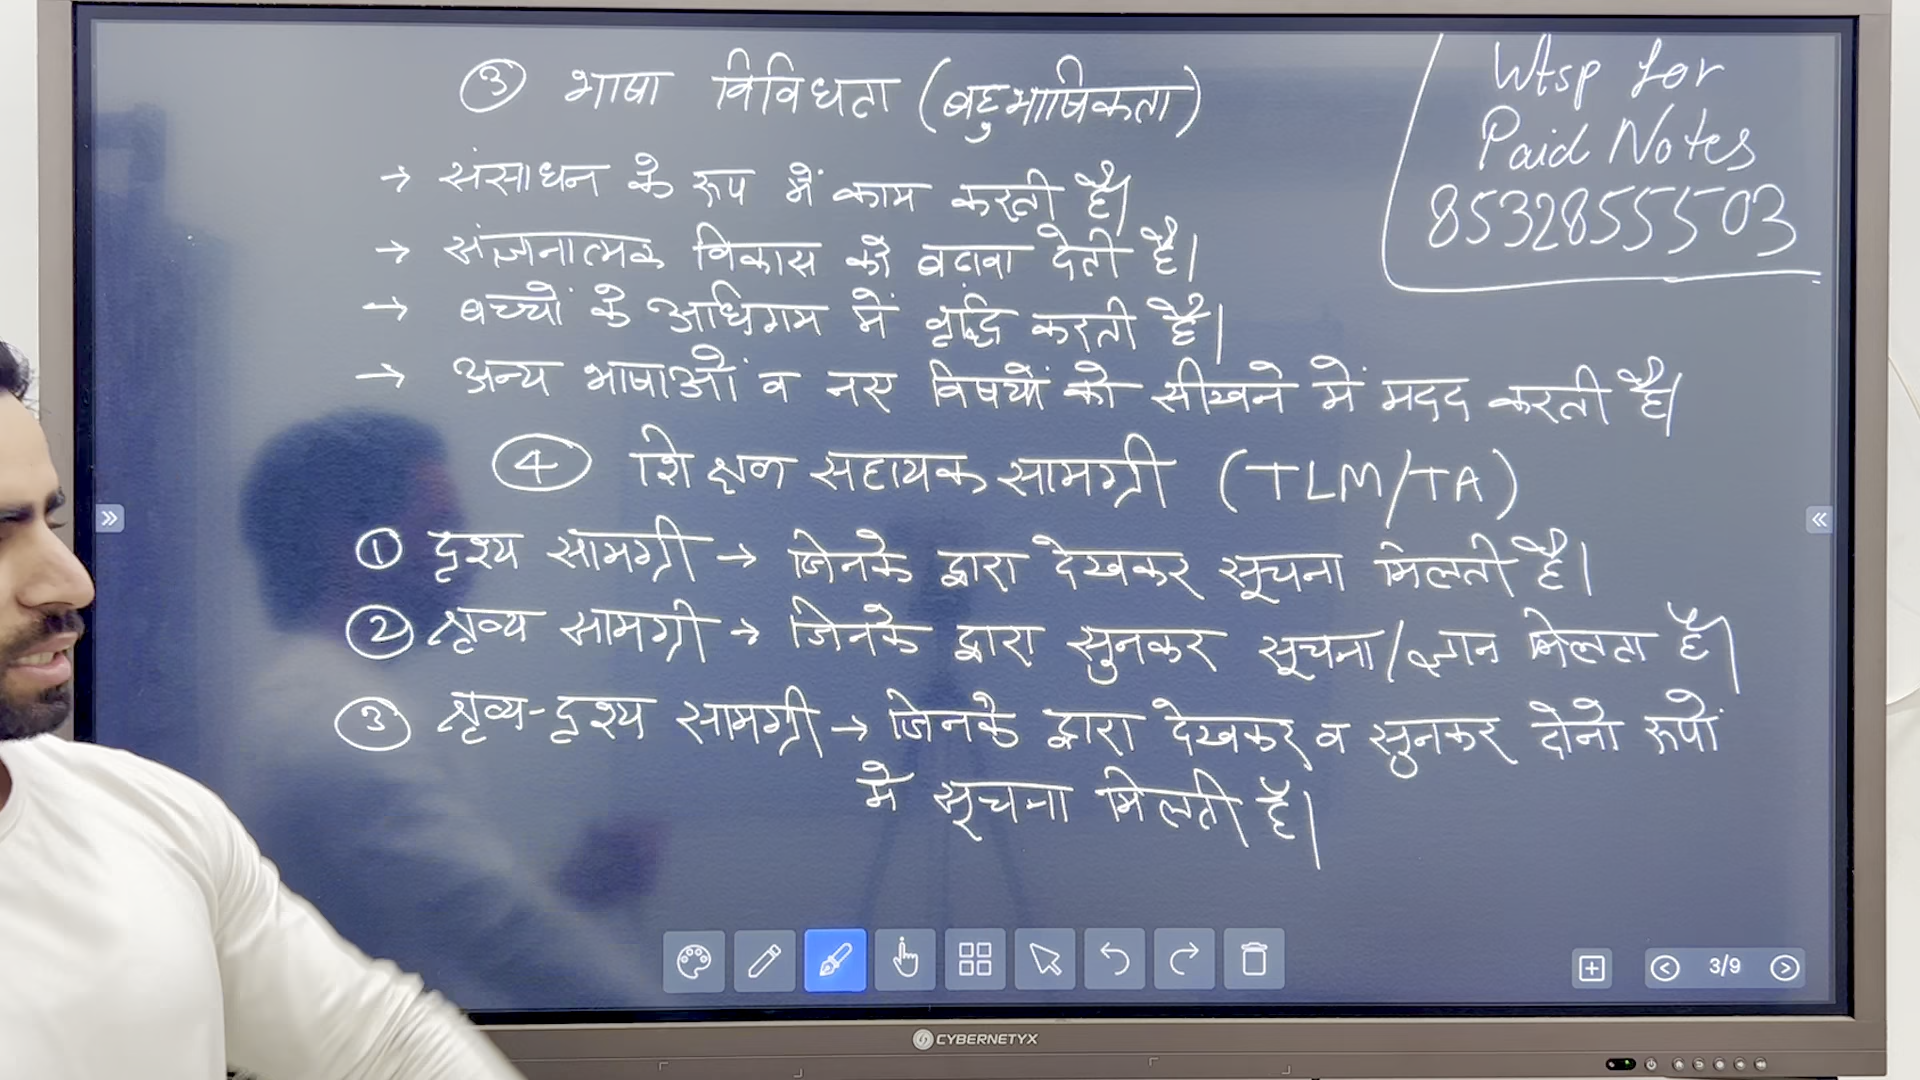 ③ भाषा विविधता (बहुभाषिकता)
→ संसाधन के रूप में काम करती है।
→ संज्ञनात्मक विकास को बढावा देती है।
→ बच्चों के अधिगम में वृद्धि करती है।
→ अन्य भाषाओं व नए विषयों को सीखने में मदद करती है।
④ शिक्षण सहायक सामग्री (TLM/TA)
① दृश्य सामग्री → जिनके द्वारा देखकर सूचना मिलती है।
② श्रृव्य सामग्री → जिनके द्वारा सुनकर सूचना/ज्ञान मिलता है।
③ श्रृव्य-दृश्य सामग्री → जिनके द्वारा देखकर व सुनकर दोनो रूपों
मे सूचना मिलती है।
Wtsp for
Paid Notes
8532855503
3/9
CYBERNETYX